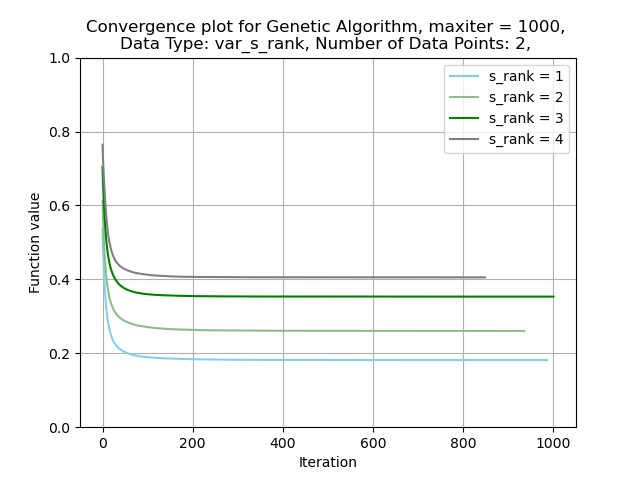 Convergence plot for Genetic Algorithm, maxiter = 1000,
Data Type: var_s_rank, Number of Data Points: 2,
s_rank = 1
s_rank = 2
s_rank = 3
s_rank = 4
Function value
1.0
0.8
0.6
0.4
0.2
0.0
0 200 400 600 800 1000
Iteration